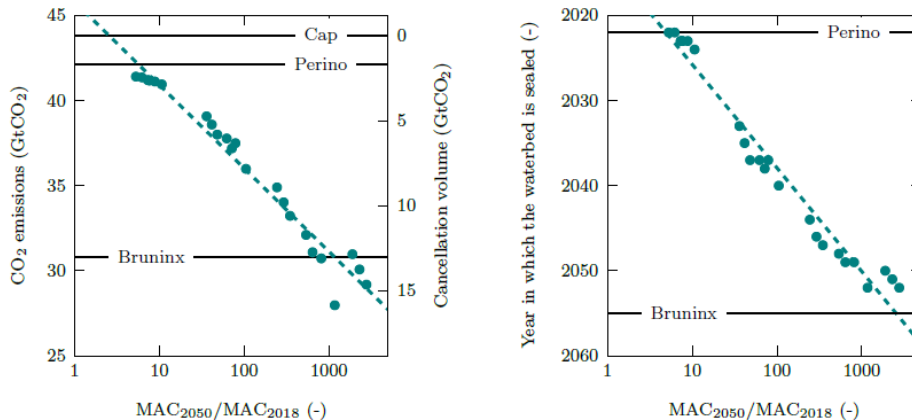 45
40
35
30
25
CO₂ emissions (GtCO₂)
Cap
Perino
Bruninx
0
5
10
15
Cancellation volume (GtCO₂)
1 10 100 1000
MAC₂₀₅₀/MAC₂₀₁₈ (-)
2020
2030
2040
2050
2060
Year in which the waterbed is sealed (-)
Perino
Bruninx
1 10 100 1000
MAC₂₀₅₀/MAC₂₀₁₈ (-)